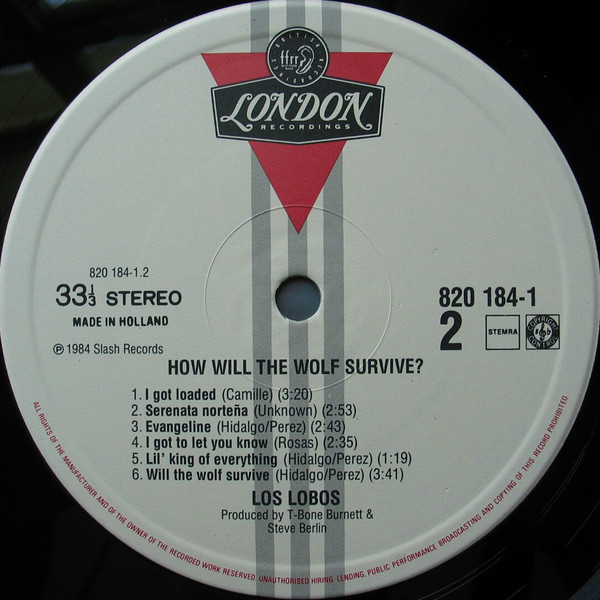 BRITISH RECORDINGS
ffrr
LONDON
RECORDINGS
820 184-1.2
33⅓ STEREO
MADE IN HOLLAND
820 184-1
2
STEMRA
COPYRIGHT CONTROL
℗ 1984 Slash Records
HOW WILL THE WOLF SURVIVE?
1. I got loaded (Camille) (3:20)
2. Serenata norteña (Unknown) (2:53)
3. Evangeline (Hidalgo/Perez) (2:43)
4. I got to let you know (Rosas) (2:35)
5. Lil' king of everything (Hidalgo/Perez) (1:19)
6. Will the wolf survive (Hidalgo/Perez) (3:41)
LOS LOBOS
Produced by T-Bone Burnett &
Steve Berlin
ALL RIGHTS OF THE MANUFACTURER AND OF THE OWNER OF THE RECORDED WORK RESERVED. UNAUTHORISED HIRING, LENDING, PUBLIC PERFORMANCE BROADCASTING AND COPYING OF THIS RECORD PROHIBITED.